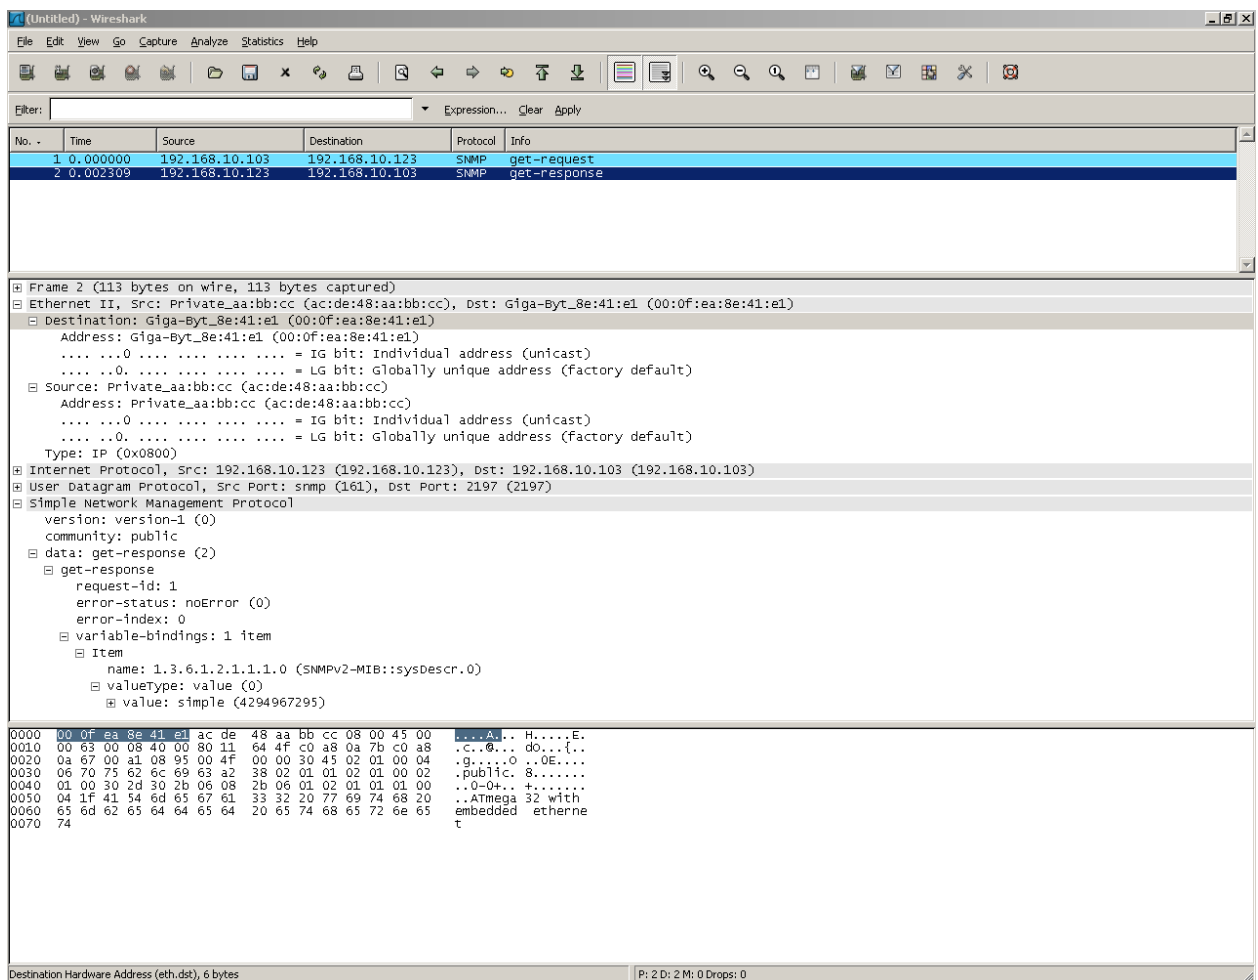 (Untitled) - Wireshark
File Edit View Go Capture Analyze Statistics Help
Filter: Expression... Clear Apply
No. - Time Source Destination Protocol Info
1 0.000000 192.168.10.103 192.168.10.123 SNMP get-request
2 0.002309 192.168.10.123 192.168.10.103 SNMP get-response
Frame 2 (113 bytes on wire, 113 bytes captured)
Ethernet II, Src: Private_aa:bb:cc (ac:de:48:aa:bb:cc), Dst: Giga-Byt_8e:41:e1 (00:0f:ea:8e:41:e1)
Destination: Giga-Byt_8e:41:e1 (00:0f:ea:8e:41:e1)
Address: Giga-Byt_8e:41:e1 (00:0f:ea:8e:41:e1)
.... ...0 .... .... .... .... = IG bit: Individual address (unicast)
.... ..0. .... .... .... .... = LG bit: Globally unique address (factory default)
Source: Private_aa:bb:cc (ac:de:48:aa:bb:cc)
Address: Private_aa:bb:cc (ac:de:48:aa:bb:cc)
.... ...0 .... .... .... .... = IG bit: Individual address (unicast)
.... ..0. .... .... .... .... = LG bit: Globally unique address (factory default)
Type: IP (0x0800)
Internet Protocol, Src: 192.168.10.123 (192.168.10.123), Dst: 192.168.10.103 (192.168.10.103)
User Datagram Protocol, Src Port: snmp (161), Dst Port: 2197 (2197)
Simple Network Management Protocol
version: version-1 (0)
community: public
data: get-response (2)
get-response
request-id: 1
error-status: noError (0)
error-index: 0
variable-bindings: 1 item
Item
name: 1.3.6.1.2.1.1.1.0 (SNMPv2-MIB::sysDescr.0)
valueType: value (0)
value: simple (4294967295)
0000 00 0f ea 8e 41 e1 ac de 48 aa bb cc 08 00 45 00 ....A... H.....E.
0010 00 63 00 08 40 00 80 11 64 4f c0 a8 0a 7b c0 a8 .c..@... dO...{..
0020 0a 67 00 a1 08 95 00 4f 00 00 30 45 02 01 00 04 .g.....O ..0E....
0030 06 70 75 62 6c 69 63 a2 38 02 01 01 02 01 00 02 .public. 8.......
0040 01 00 30 2d 30 2b 06 08 2b 06 01 02 01 01 01 00 ..0-0+.. +.......
0050 04 1f 41 54 6d 65 67 61 33 32 20 77 69 74 68 20 ..ATmega 32 with
0060 65 6d 62 65 64 64 65 64 20 65 74 68 65 72 6e 65 embedded etherne
0070 74 t
Destination Hardware Address (eth.dst), 6 bytes P: 2 D: 2 M: 0 Drops: 0